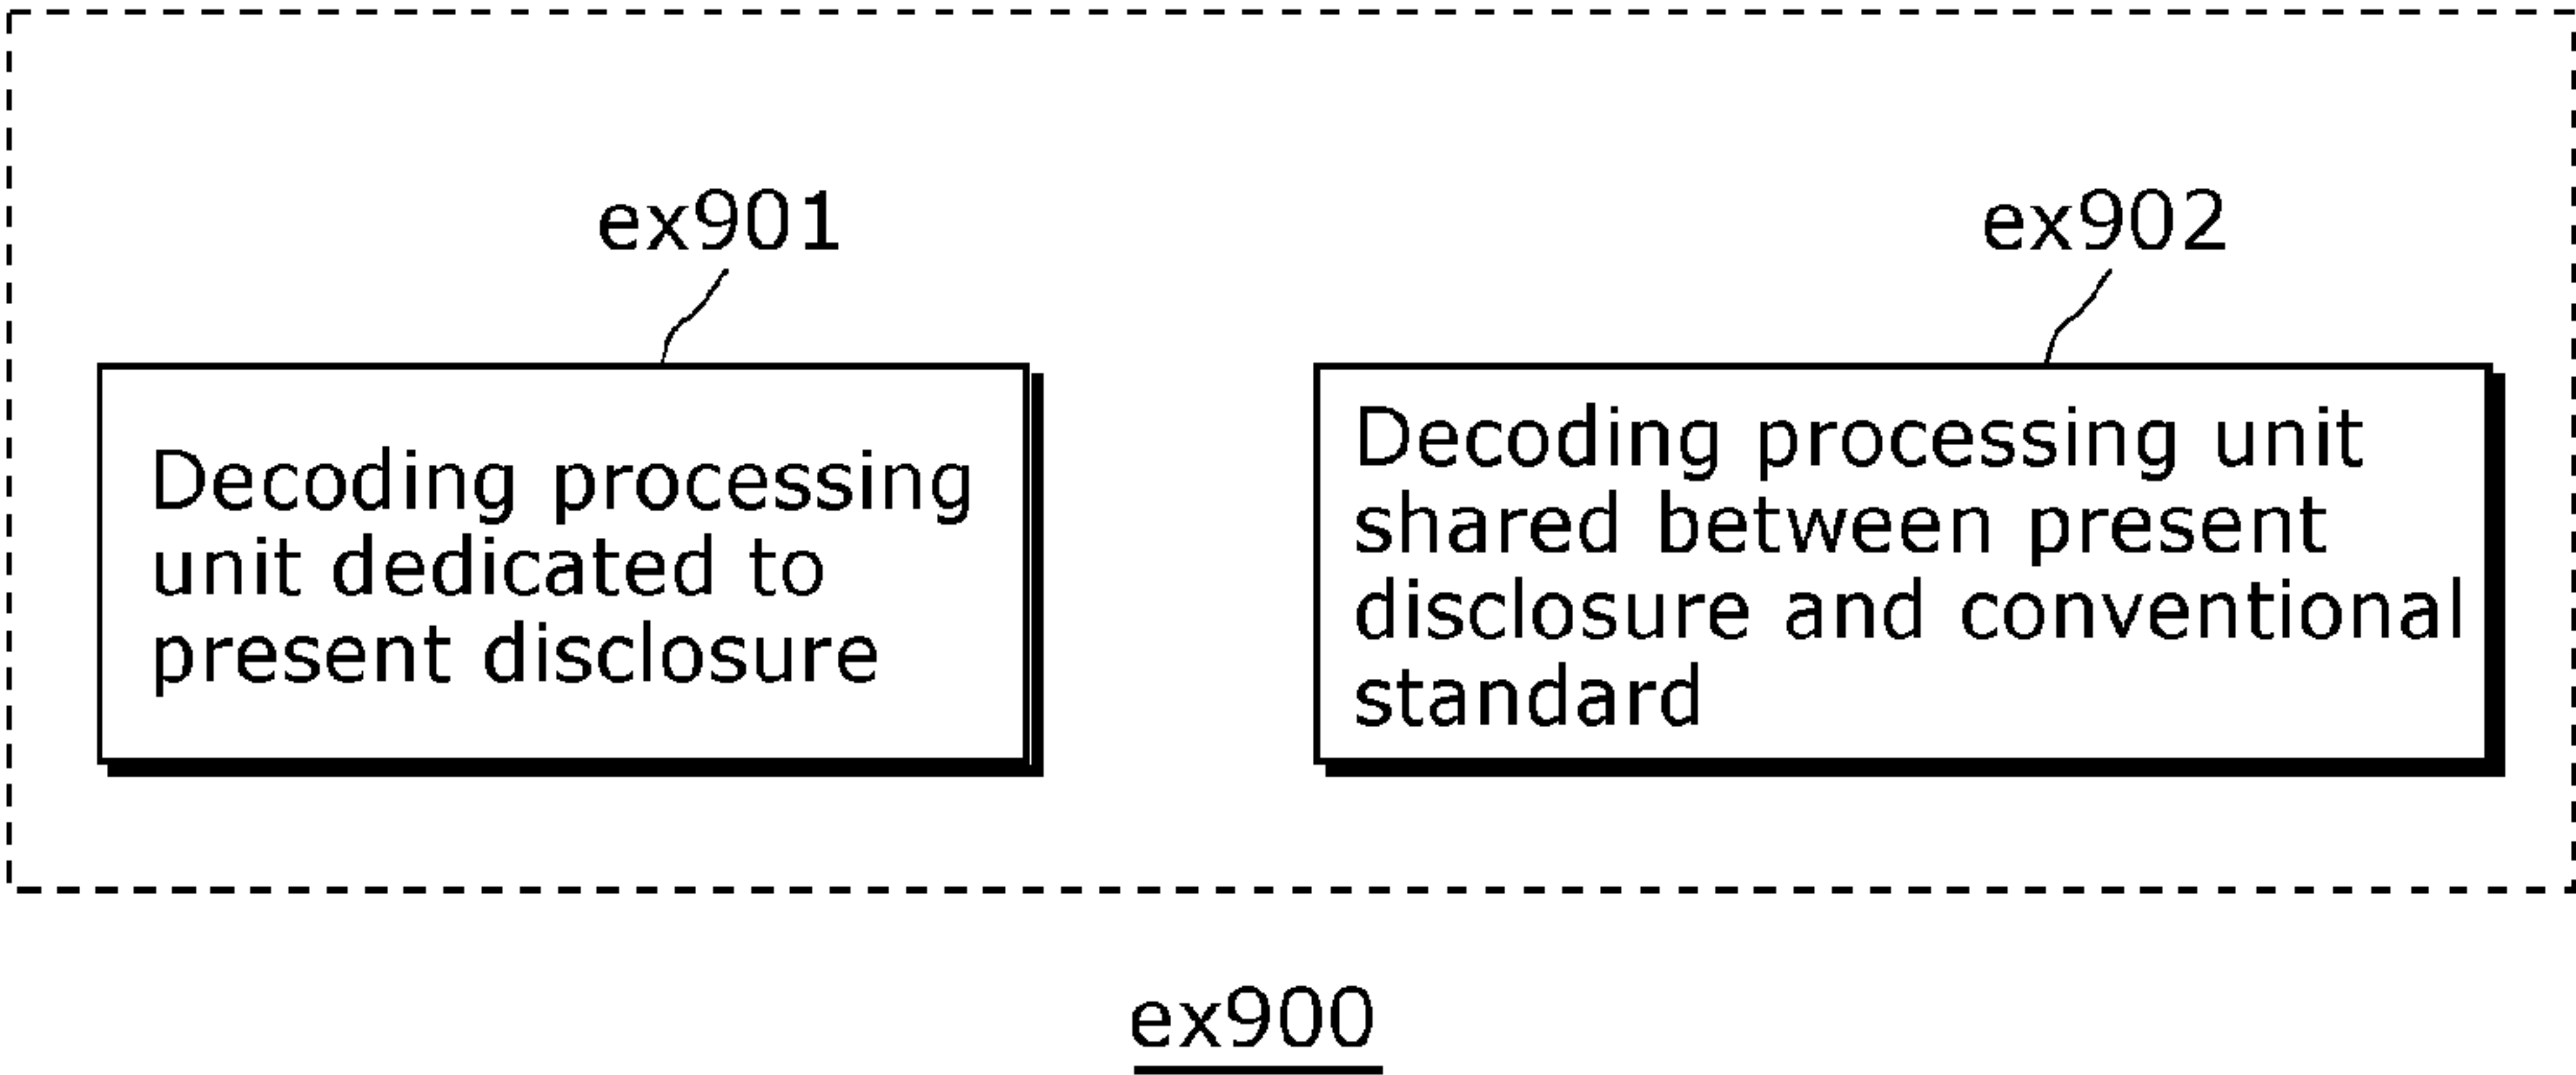 ex901
ex902
Decoding processing
unit dedicated to
present disclosure
Decoding processing unit
shared between present
disclosure and conventional
standard
ex900